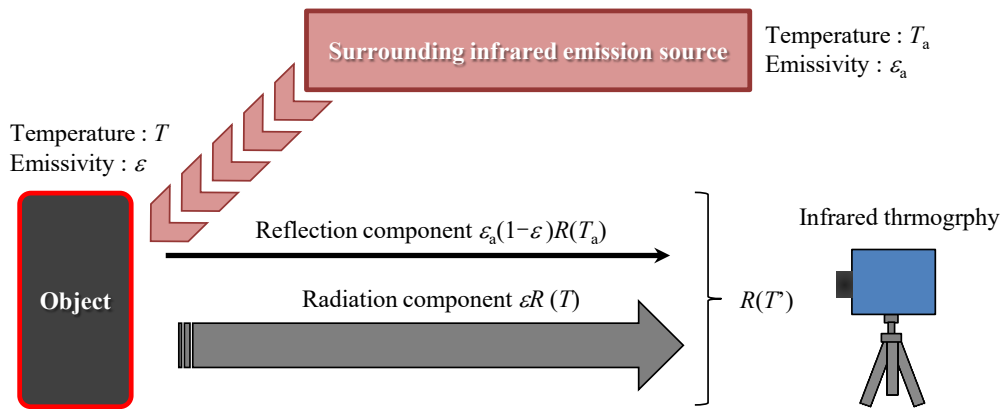 Surrounding infrared emission source
Temperature : Tₐ
Emissivity : εₐ
Temperature : T
Emissivity : ε
Object
Reflection component εₐ(1−ε)R(Tₐ)
Radiation component εR (T)
R(T’)
Infrared thrmogrphy